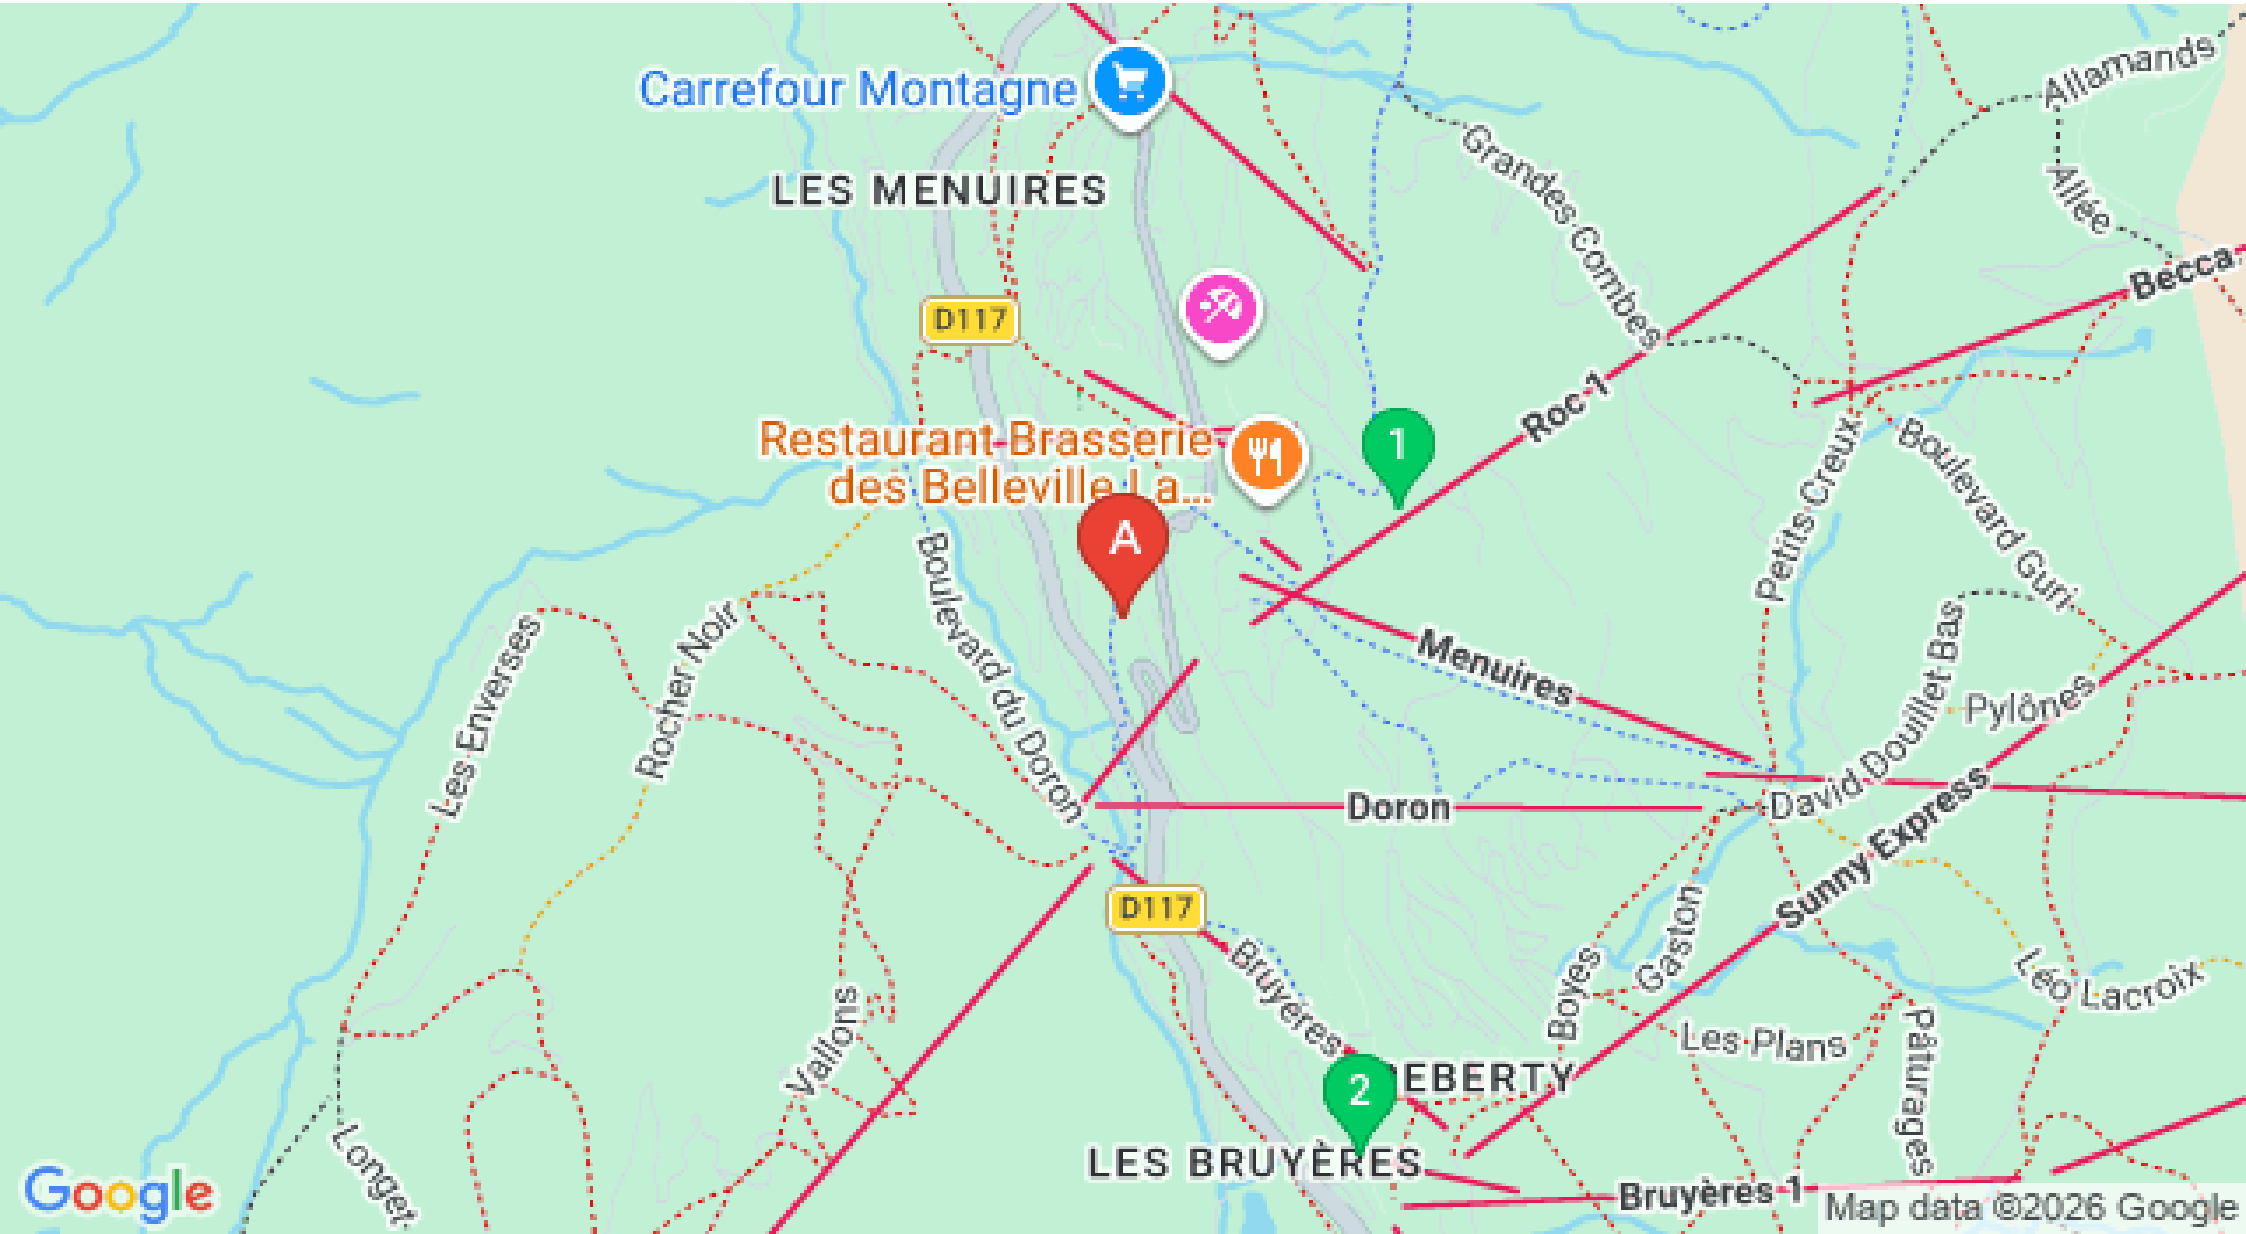 Carrefour Montagne
Allamands
Grandes Combes
Allée
LES MENUIRES
Becca
D117
Roc 1
Restaurant Brasserie
des Belleville La...
1
Petits Creux
Boulevard Guri
A
Boulevard du Doron
Les Enverses
Rocher Noir
Menuires
David Douillet Bas
Pylônes
Doron
Sunny Express
D117
Bruyères
Gaston
Boyes
Léo Lacroix
Vallons
Les Plans
Pâturages
2
EBERTY
LES BRUYÈRES
Longet
Bruyères 1
Google
Map data ©2026 Google